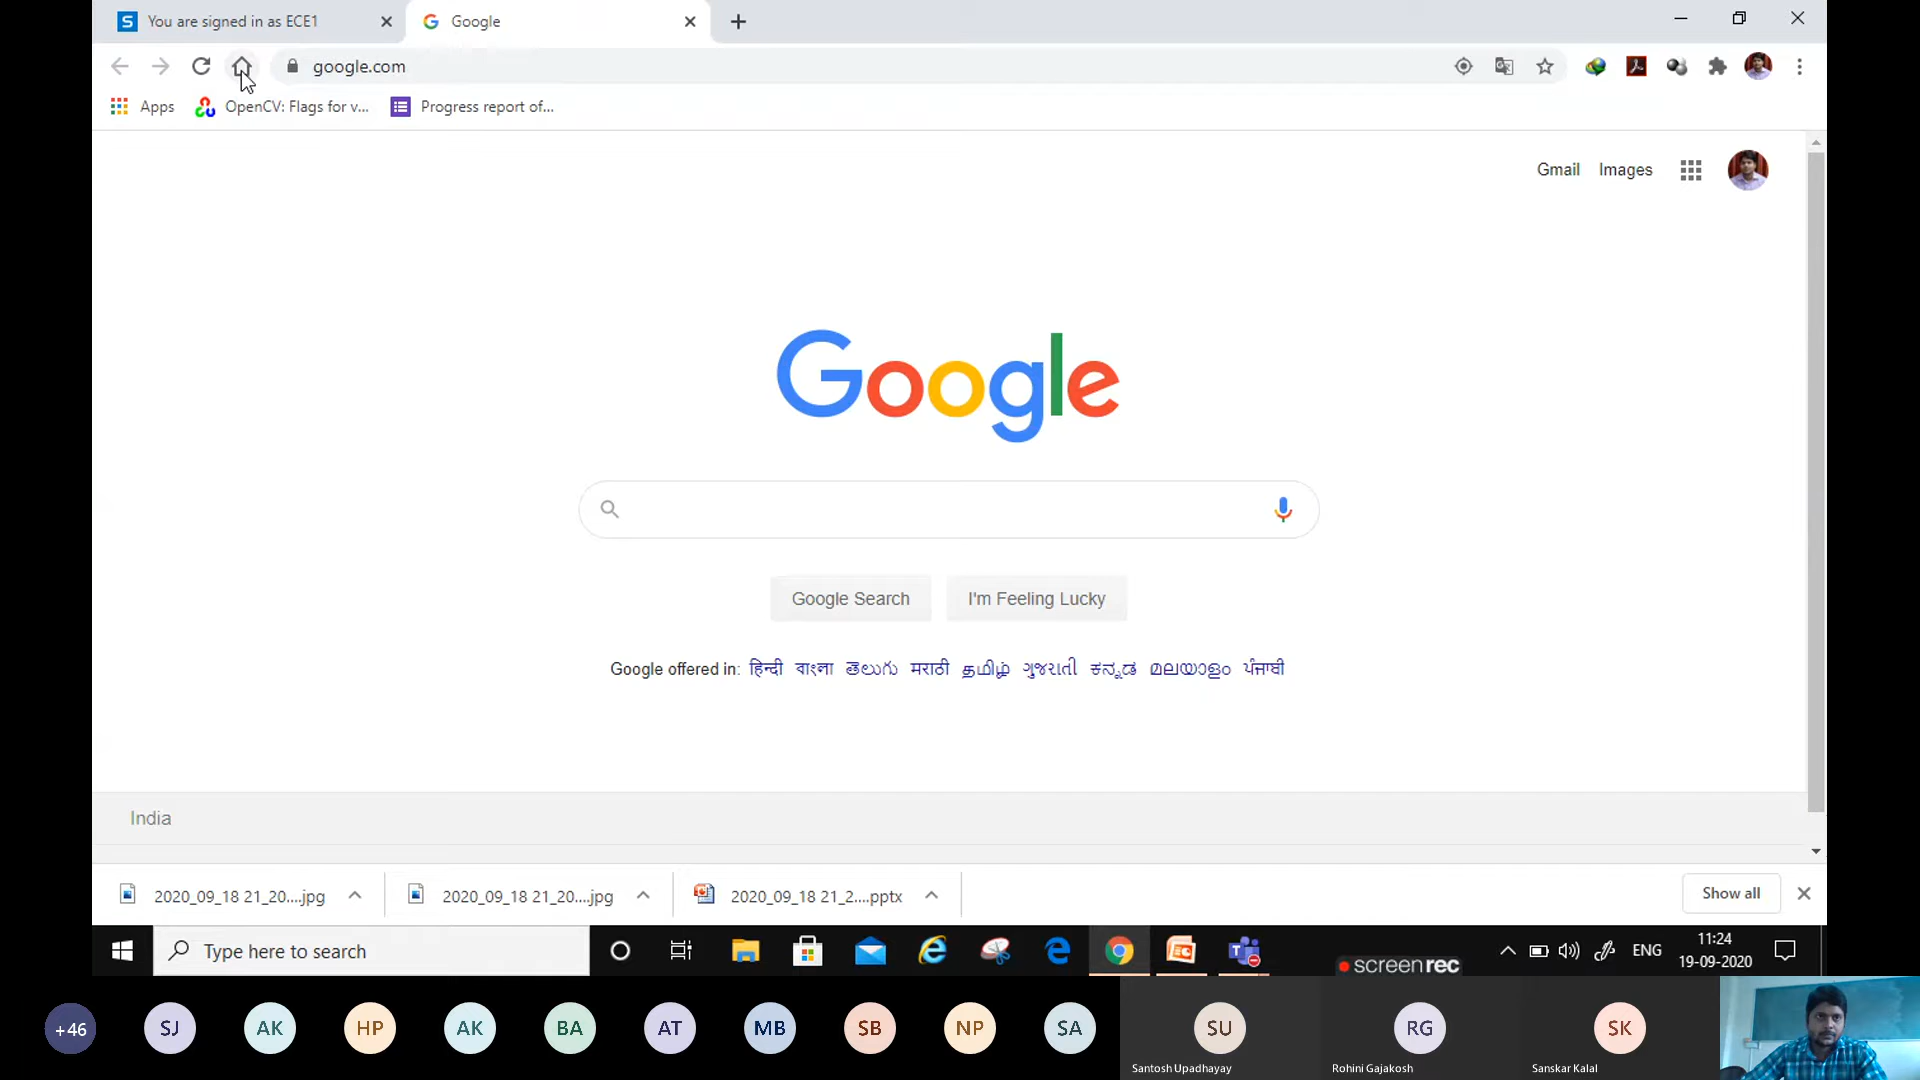 You are signed in as ECE1
Google
google.com
Apps
OpenCV: Flags for v...
Progress report of...
Gmail
Images
Google
Google Search
I'm Feeling Lucky
Google offered in: हिन्दी বাংলা తెలుగు मराठी தமிழ் ગુજરાતી ಕನ್ನಡ മലയാളം ਪੰਜਾਬੀ
India
2020_09_18 21_20....jpg
2020_09_18 21_20....jpg
2020_09_18 21_2....pptx
Show all
Type here to search
ENG
11:24
19-09-2020
screenrec
+46
SJ
AK
HP
AK
BA
AT
MB
SB
NP
SA
SU
RG
SK
Santosh Upadhayay
Rohini Gajakosh
Sanskar Kalal